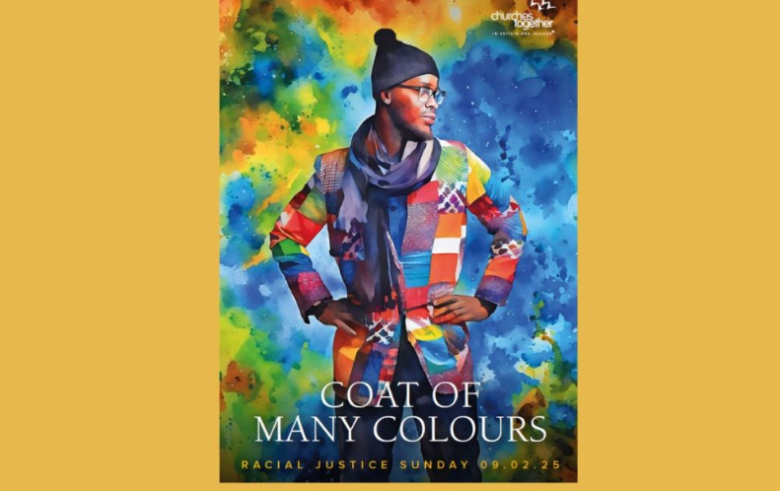 churches
together
IN BRITAIN AND IRELAND
COAT OF
MANY COLOURS
RACIAL JUSTICE SUNDAY 09.02.25